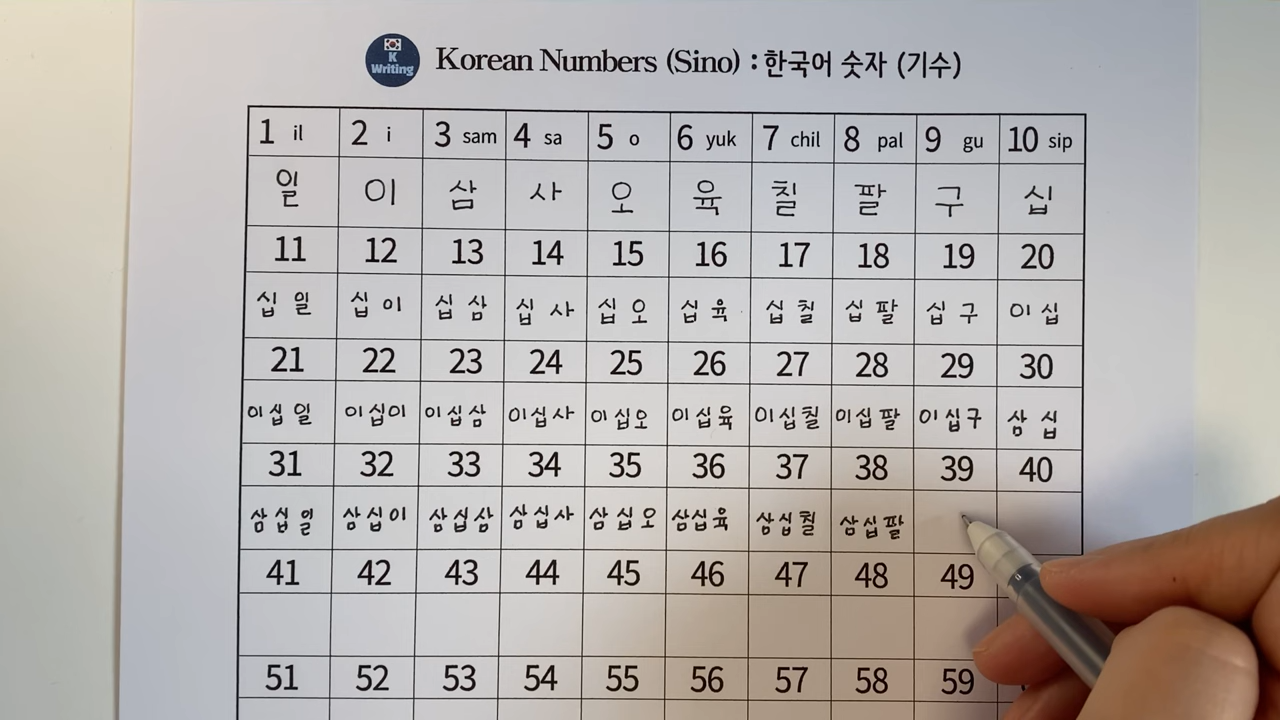 K
Writing
Korean Numbers (Sino) : 한국어 숫자 (기수)
1 il 2 i 3 sam 4 sa 5 o 6 yuk 7 chil 8 pal 9 gu 10 sip
일 이 삼 사 오 육 칠 팔 구 십
11 12 13 14 15 16 17 18 19 20
십 일 십 이 십 삼 십 사 십 오 십 육 십 칠 십 팔 십 구 이 십
21 22 23 24 25 26 27 28 29 30
이 십 일 이 십이 이 십 삼 이 십 사 이 십 오 이 십 육 이 십 칠 이 십 팔 이 십 구 삼 십
31 32 33 34 35 36 37 38 39 40
삼 십 일 삼 십 이 삼 십 삼 삼 십 사 삼 십 오 삼 십 육 삼 십 칠 삼 십 팔
41 42 43 44 45 46 47 48 49
51 52 53 54 55 56 57 58 59